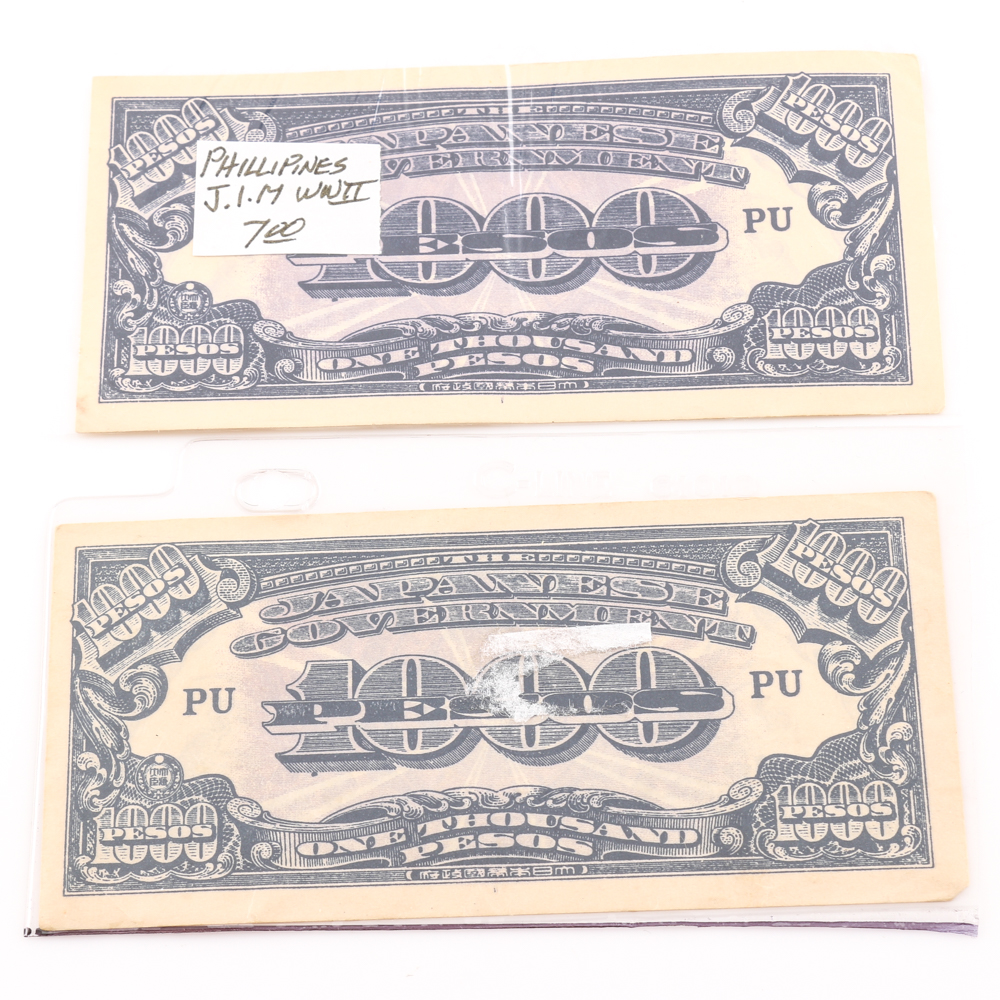 1000
PESOS
THE
JAPANESE
GOVERNMENT
1000
PESOS
PHILLIPINES
J.I.M WWII
7.00
PESOS
PU
1000
PESOS
ONE THOUSAND
PESOS
1000
PESOS
1000
PESOS
THE
JAPANESE
GOVERNMENT
1000
PESOS
PU
1000
PESOS
PU
1000
PESOS
ONE THOUSAND
PESOS
1000
PESOS